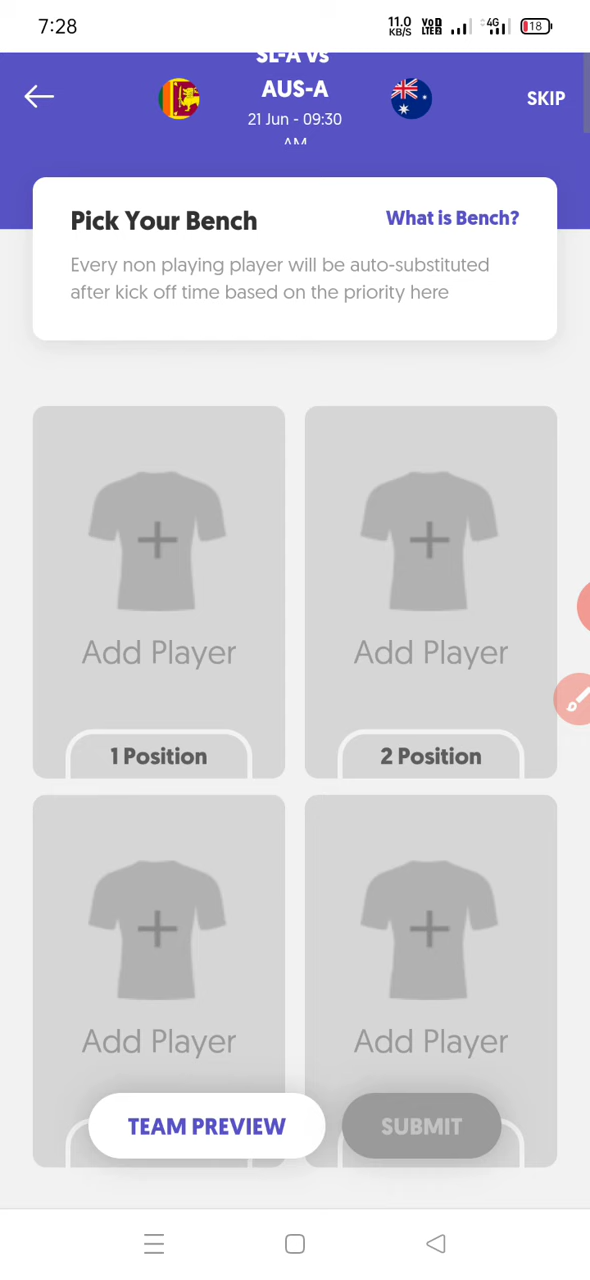 7:28
11.0
KB/S
VoD
LTE2
4G
18
SL-A vs
AUS-A
SKIP
21 Jun - 09:30
AM
Pick Your Bench
What is Bench?
Every non playing player will be auto-substituted
after kick off time based on the priority here
Add Player
Add Player
1 Position
2 Position
Add Player
Add Player
TEAM PREVIEW
SUBMIT